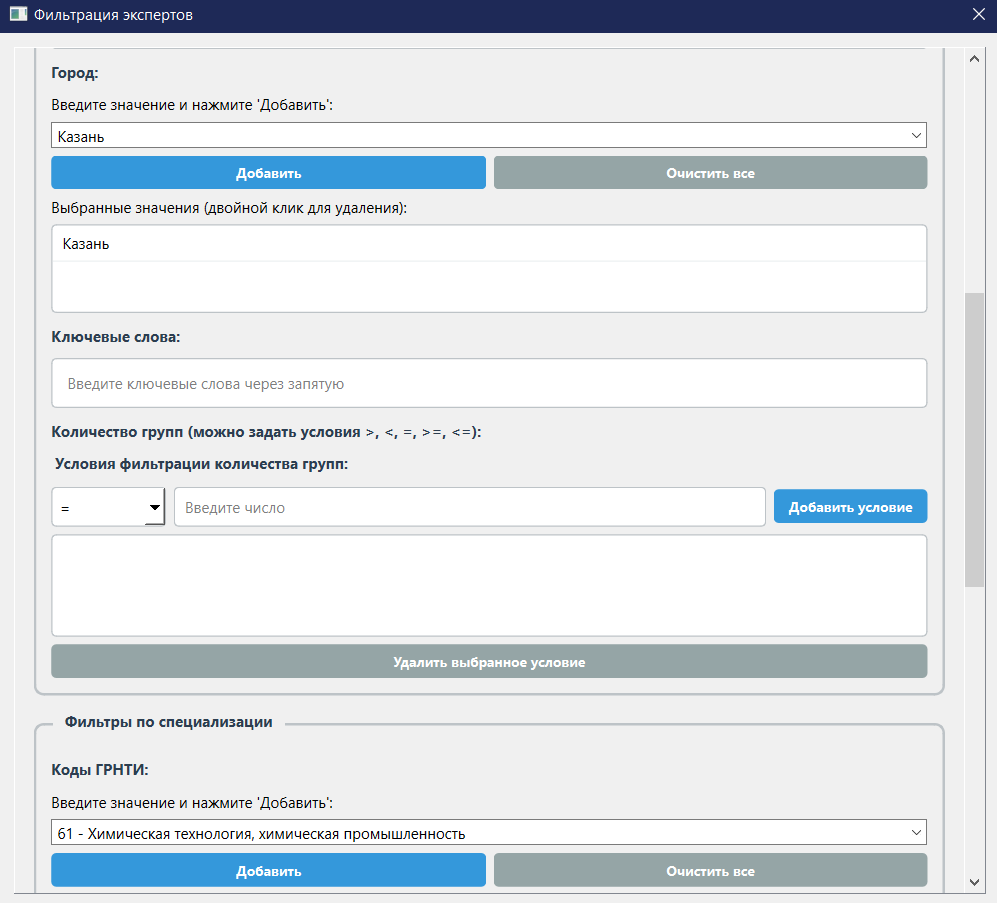 Фильтрация экспертов
Город:
Введите значение и нажмите 'Добавить':
Казань
Добавить Очистить все
Выбранные значения (двойной клик для удаления):
Казань
Ключевые слова:
Введите ключевые слова через запятую
Количество групп (можно задать условия >, <, =, >=, <=):
Условия фильтрации количества групп:
= Введите число Добавить условие
Удалить выбранное условие
Фильтры по специализации
Коды ГРНТИ:
Введите значение и нажмите 'Добавить':
61 - Химическая технология, химическая промышленность
Добавить Очистить все